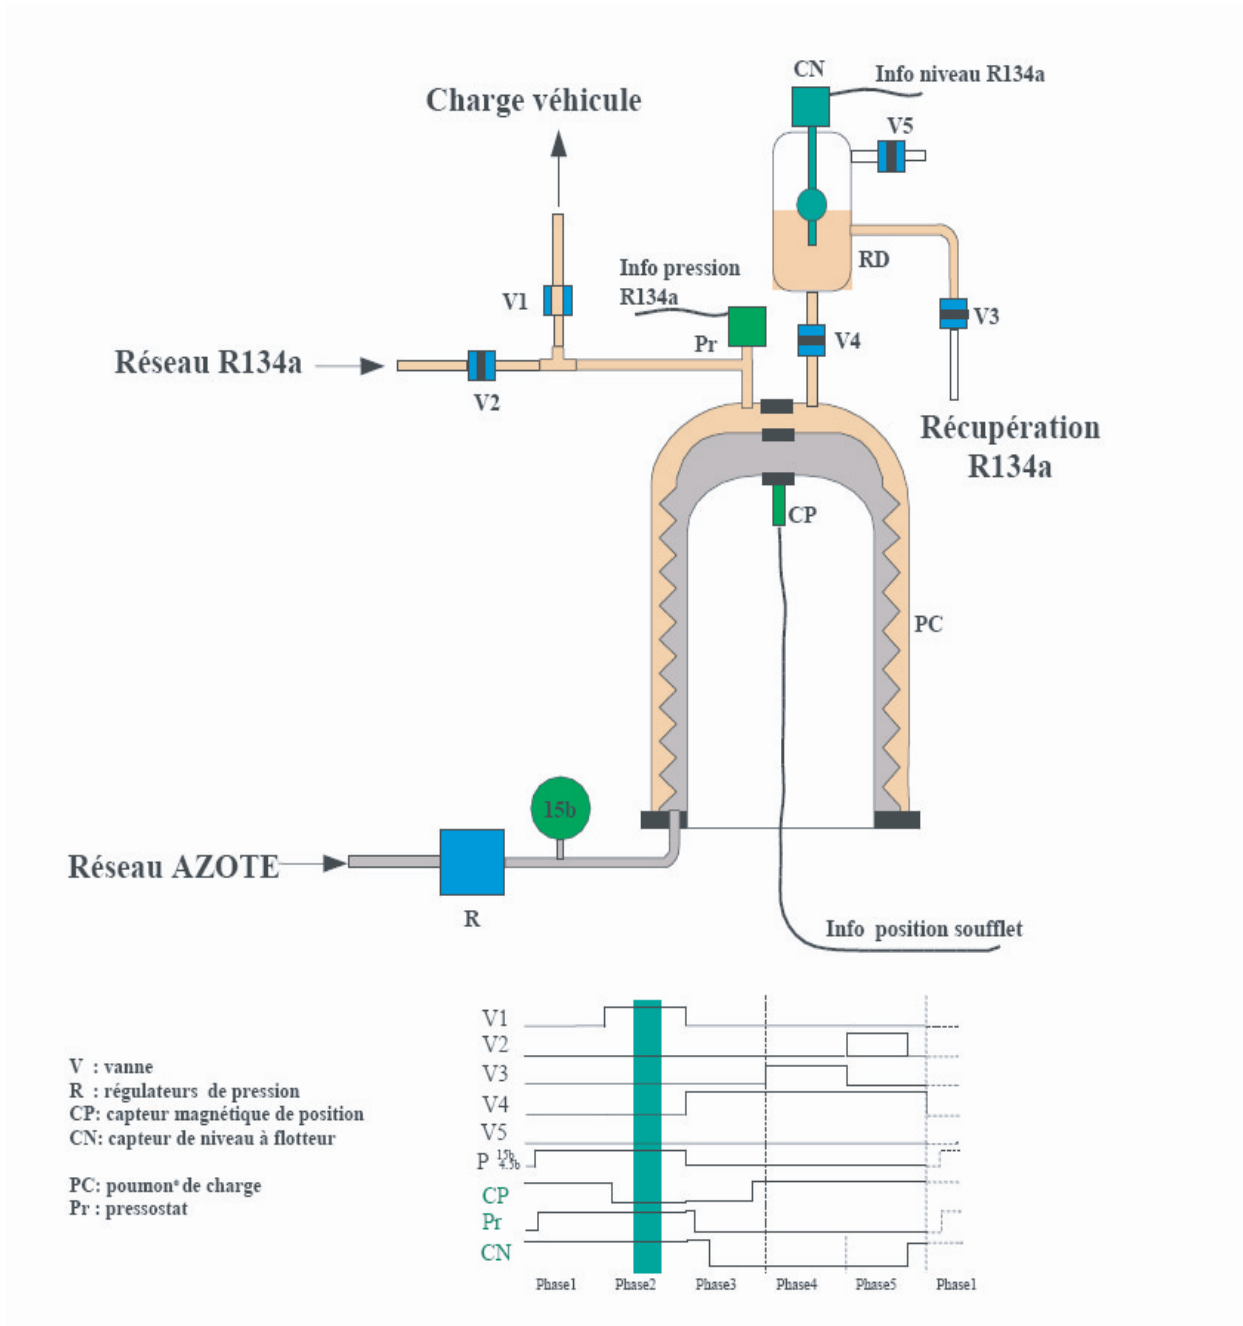 CN
Info niveau R134a
Charge véhicule
V5
Info pression
R134a
RD
V1
Pr
V4
V3
Réseau R134a
V2
Récupération
R134a
CP
PC
15b
Réseau AZOTE
R
Info position soufflet
V1
V2
V3
V4
V5
P 15b
4.5b
CP
Pr
CN
V : vanne
R : régulateurs de pression
CP: capteur magnétique de position
CN: capteur de niveau à flotteur
PC: poumon* de charge
Pr : pressostat
Phase1 Phase2 Phase3 Phase4 Phase5 Phase1